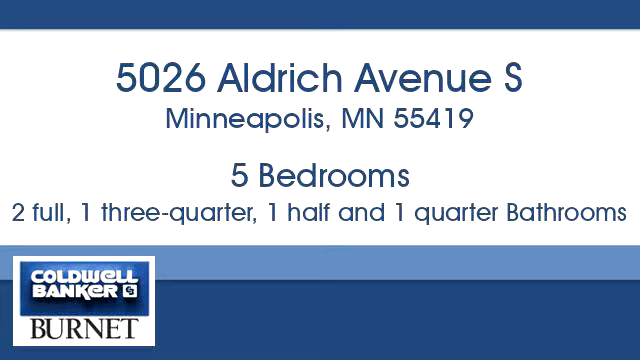 5026 Aldrich Avenue S
Minneapolis, MN 55419
5 Bedrooms
2 full, 1 three-quarter, 1 half and 1 quarter Bathrooms
COLDWELL
BANKER CB
BURNET